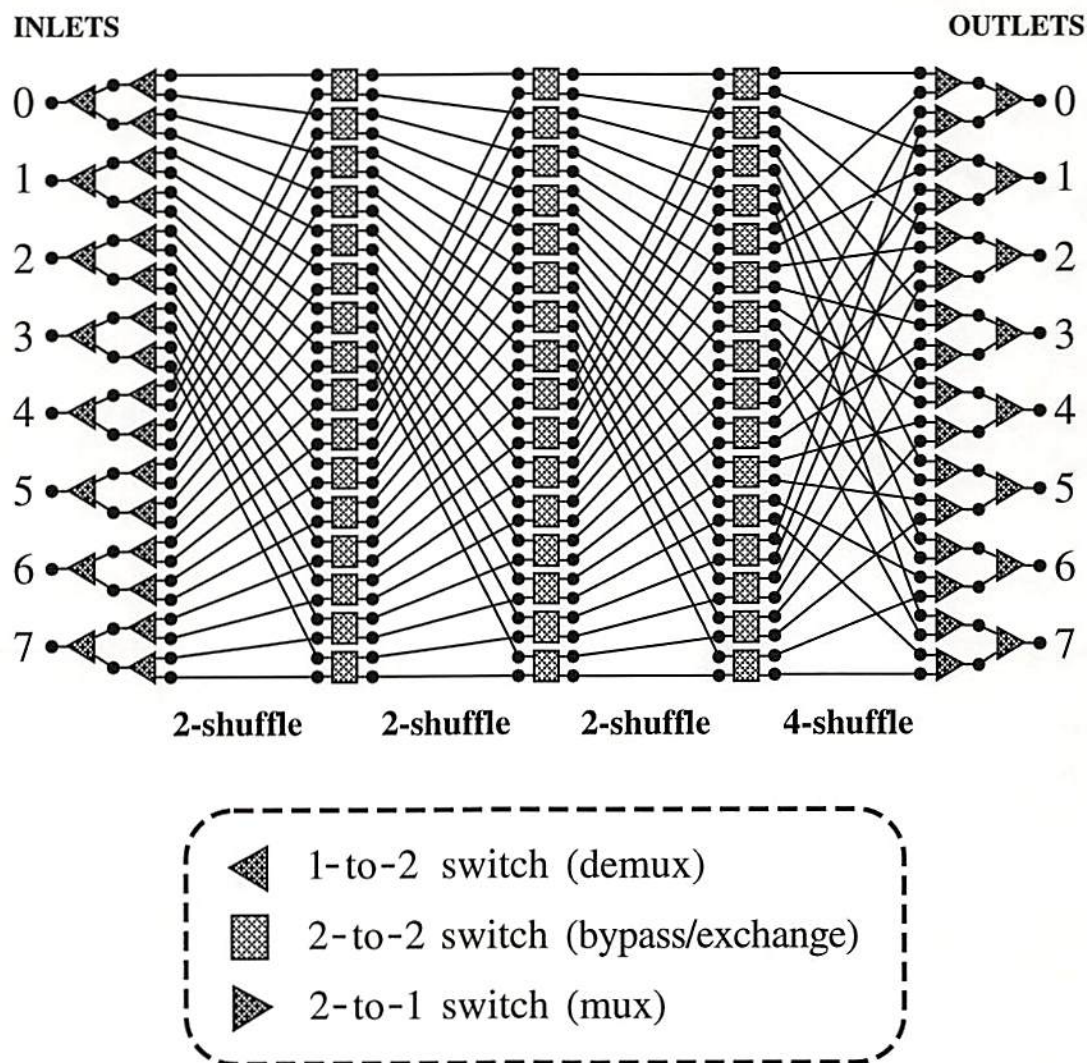 INLETS OUTLETS
0 0
1 1
2 2
3 3
4 4
5 5
6 6
7 7
2-shuffle 2-shuffle 2-shuffle 4-shuffle
1-to-2 switch (demux)
2-to-2 switch (bypass/exchange)
2-to-1 switch (mux)